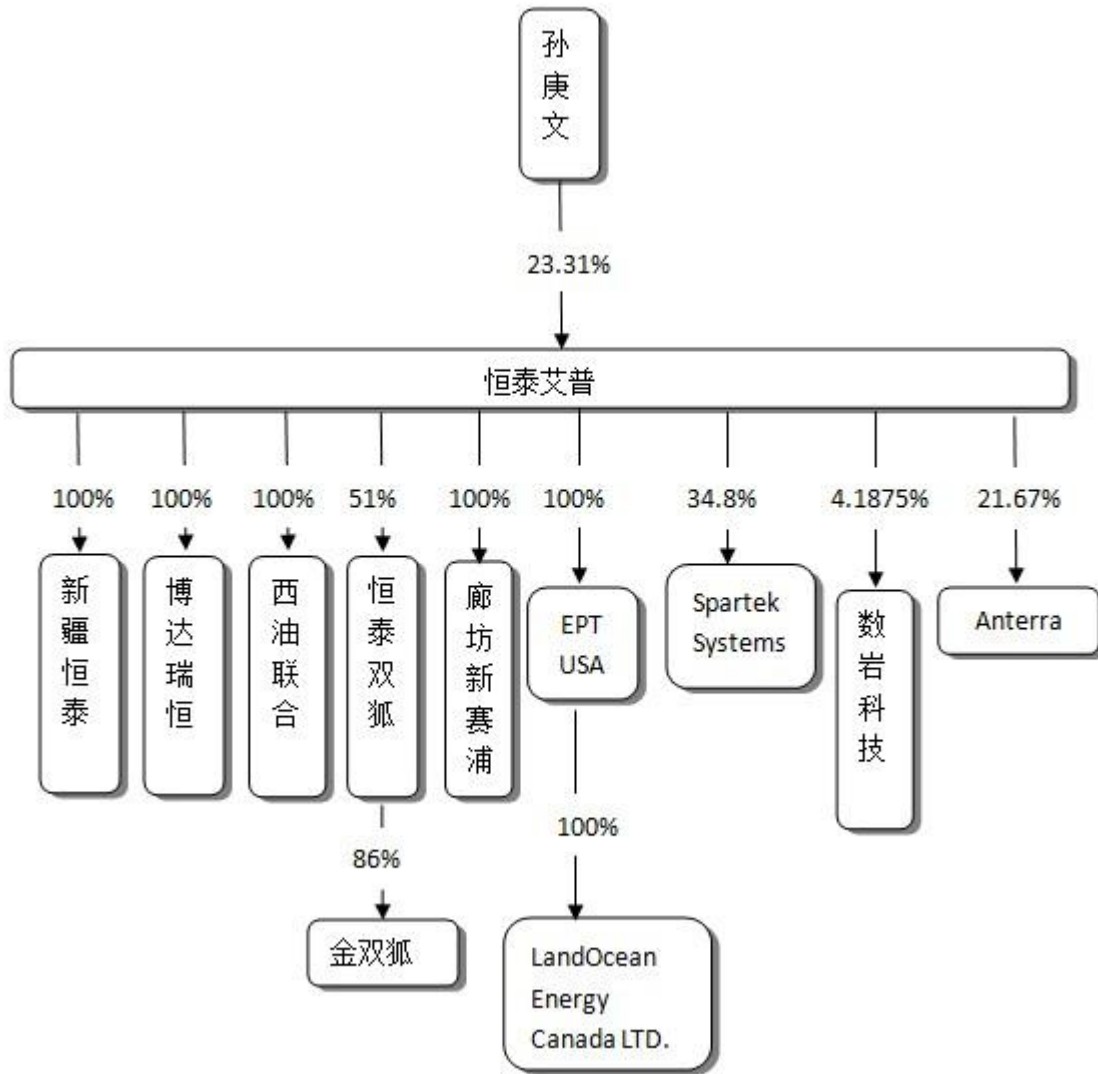 孙庚文
23.31%
恒泰艾普
100%
100%
100%
51%
100%
100%
34.8%
4.1875%
21.67%
新疆恒泰
博达瑞恒
西油联合
恒泰双狐
廊坊新赛浦
EPT
USA
Spartek
Systems
数岩科技
Anterra
86%
100%
金双狐
LandOcean
Energy
Canada LTD.